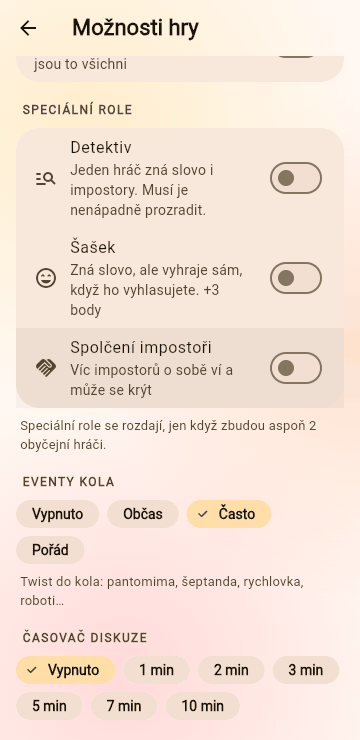 Možnosti hry
jsou to všichni
SPECIÁLNÍ ROLE
Detektiv
Jeden hráč zná slovo i
impostory. Musí je
nenápadně prozradit.
Šašek
Zná slovo, ale vyhraje sám,
když ho vyhlasujete. +3
body
Spolčení impostoři
Víc impostorů o sobě ví a
může se krýt
Speciální role se rozdají, jen když zbudou aspoň 2
obyčejní hráči.
EVENTY KOLA
Vypnuto Občas Často
Pořád
Twist do kola: pantomima, šeptanda, rychlovka,
roboti…
ČASOVAČ DISKUZE
Vypnuto 1 min 2 min 3 min
5 min 7 min 10 min